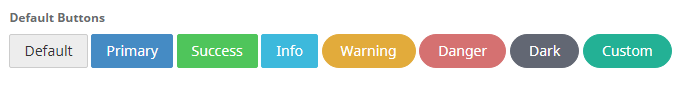 Default Buttons
Default Primary Success Info Warning Danger Dark Custom